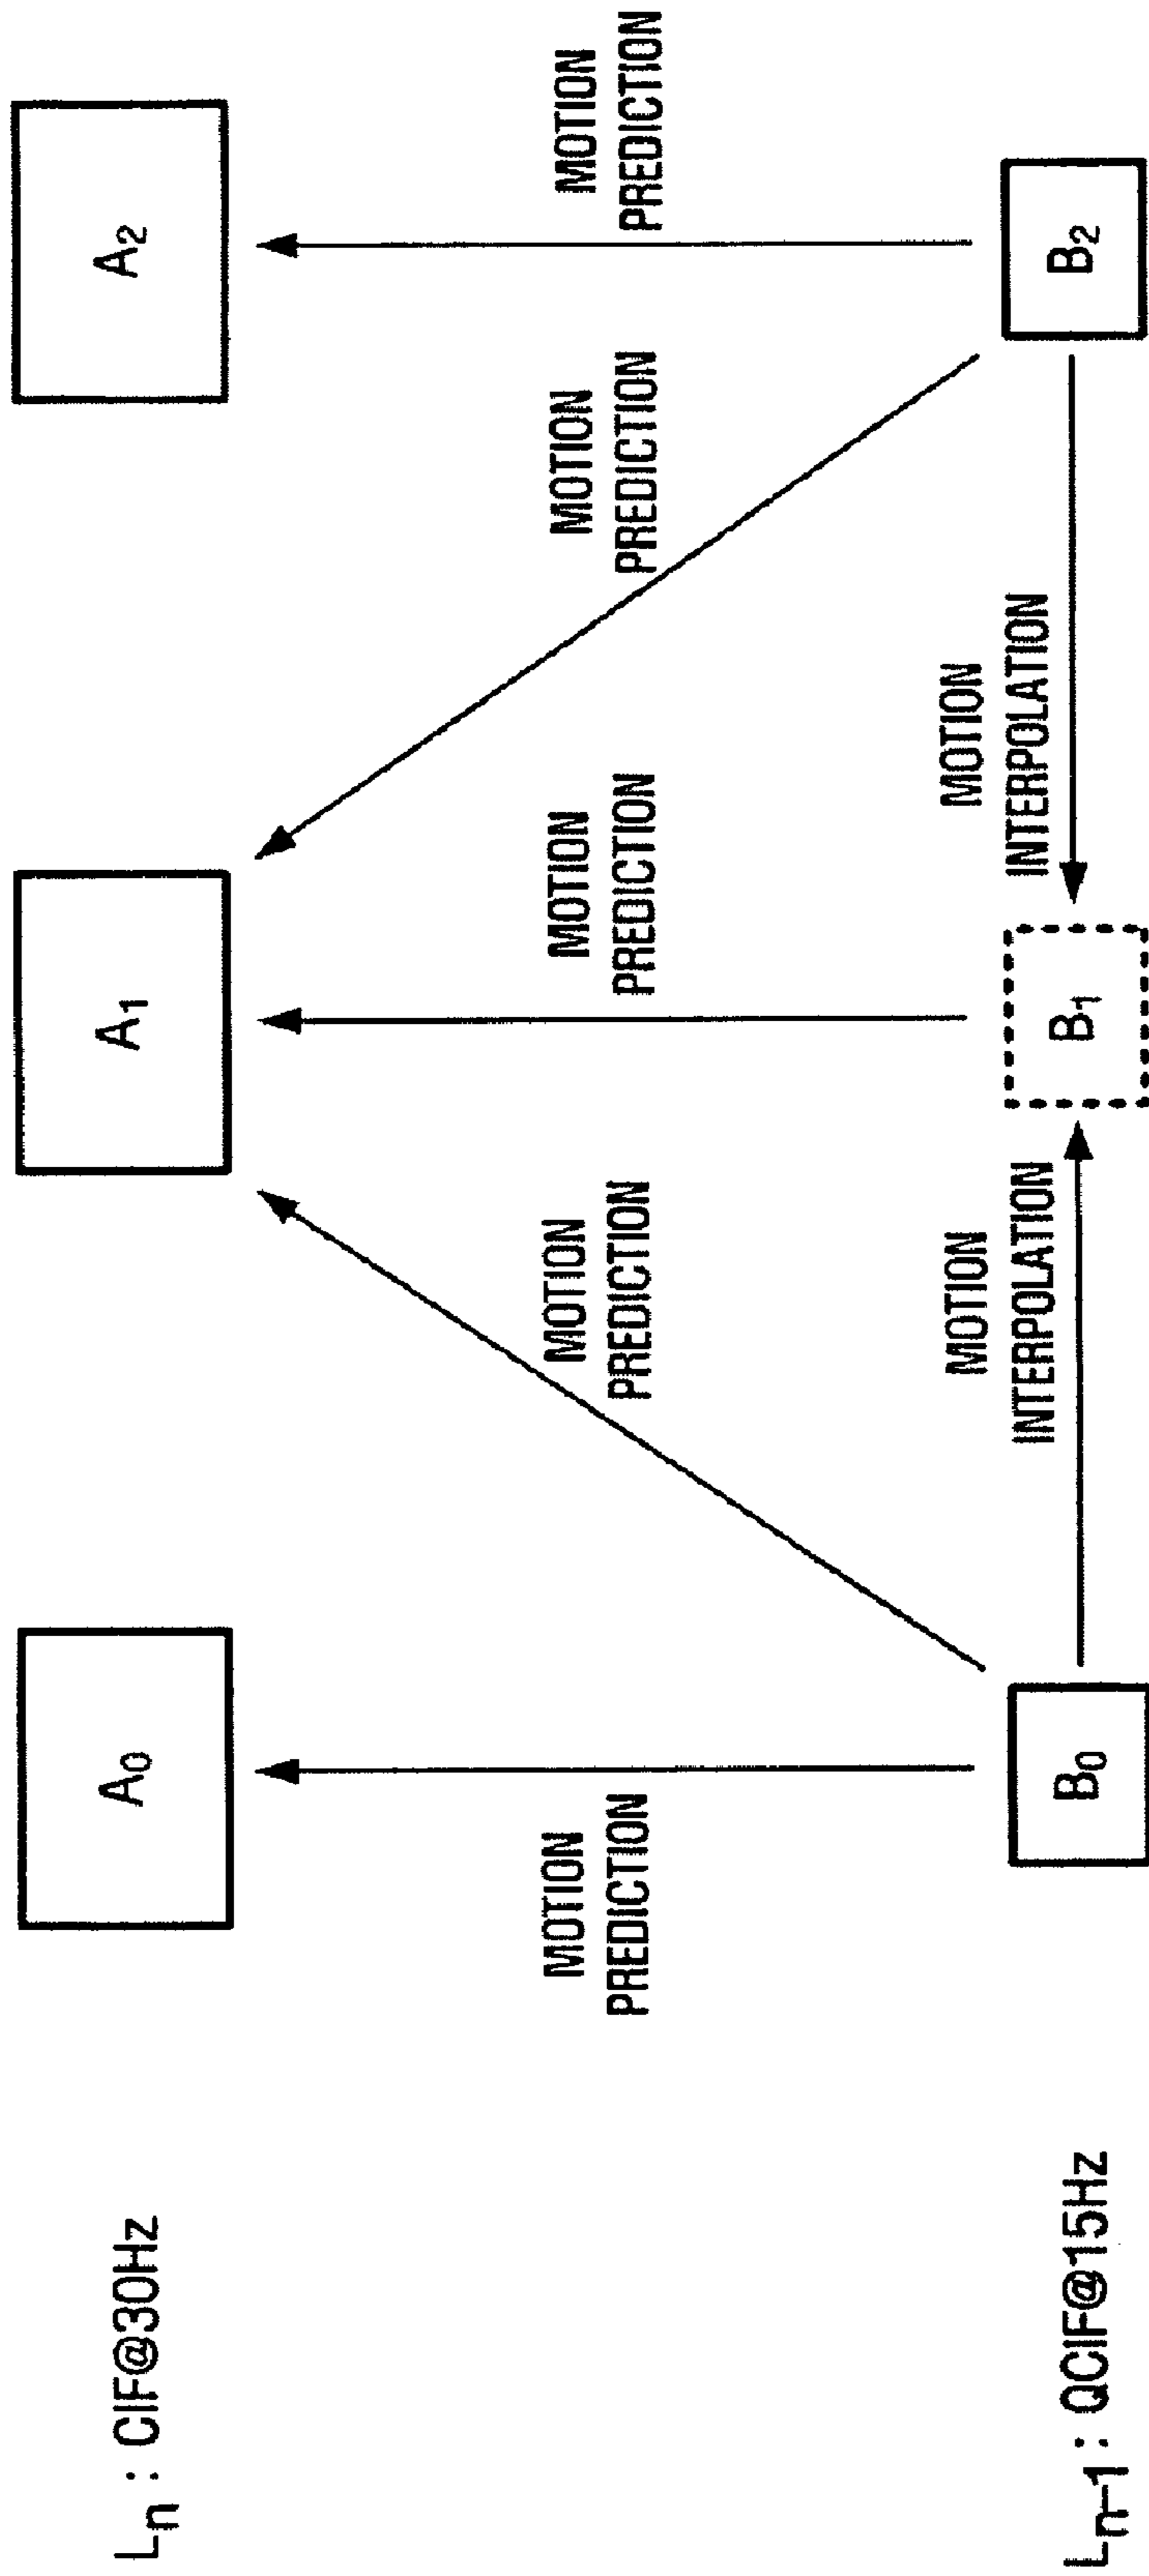 Lₙ : CIF@30Hz
A₀
A₁
A₂
MOTION
PREDICTION
MOTION
PREDICTION
MOTION
PREDICTION
MOTION
PREDICTION
MOTION
PREDICTION
MOTION
INTERPOLATION
MOTION
INTERPOLATION
Lₙ₋₁ : QCIF@15Hz
B₀
B₁
B₂